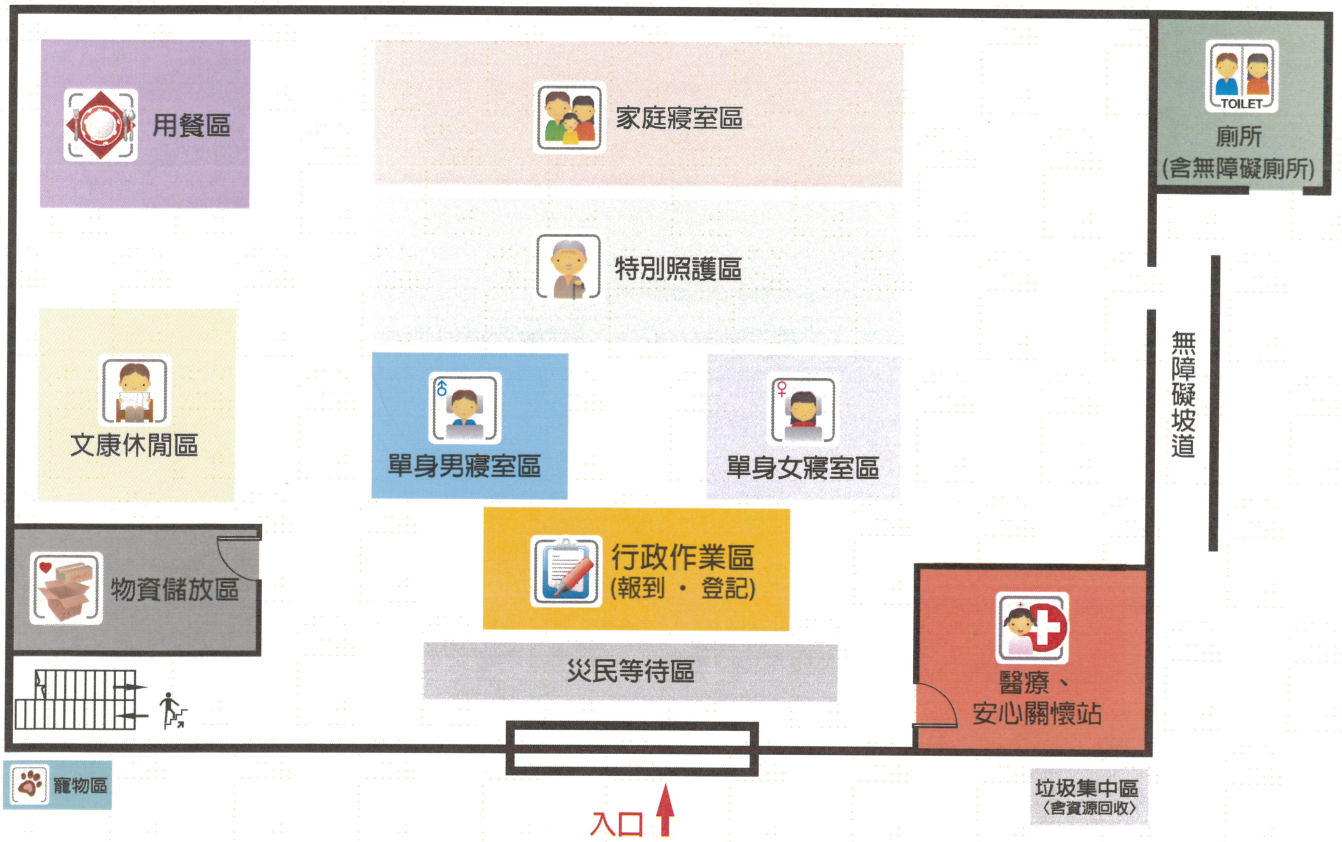 用餐區
家庭寢室區
TOILET
廁所
(含無障礙廁所)
特別照護區
無障礙坡道
文康休閒區
單身男寢室區
單身女寢室區
行政作業區
(報到・登記)
物資儲放區
災民等待區
醫療、
安心關懷站
寵物區
入口
垃圾集中區
〈含資源回收〉